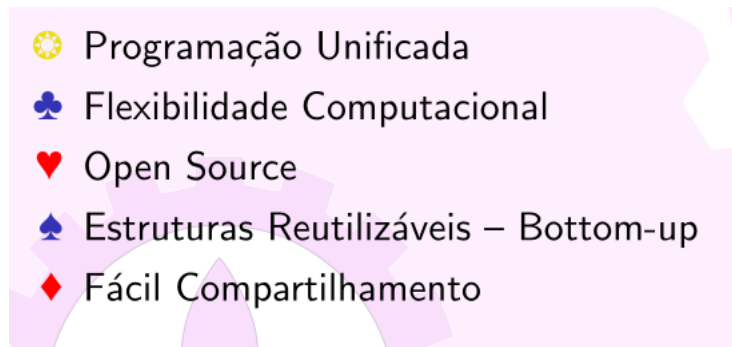 Programação Unificada
Flexibilidade Computacional
Open Source
Estruturas Reutilizáveis – Bottom-up
Fácil Compartilhamento